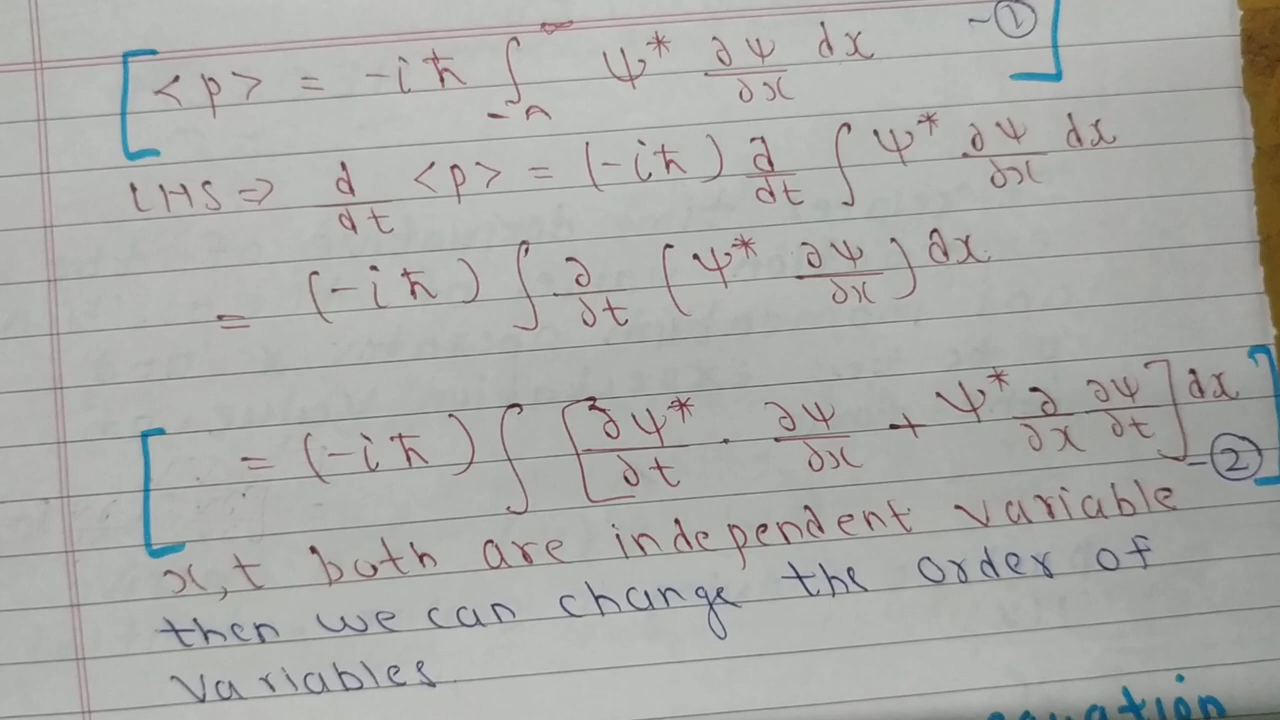 [<p> = -iħ ∫_{-∞}^{∞} ψ* ∂ψ/∂x dx -①]
LHS ⇒ d/dt <p> = (-iħ) d/dt ∫ ψ* ∂ψ/∂x dx
= (-iħ) ∫ ∂/∂t (ψ* ∂ψ/∂x) dx.
[= (-iħ) ∫ [∂ψ*/∂t · ∂ψ/∂x + ψ* ∂/∂x ∂ψ/∂t] dx -②]
x,t both are independent variable
then we can change the order of
variables